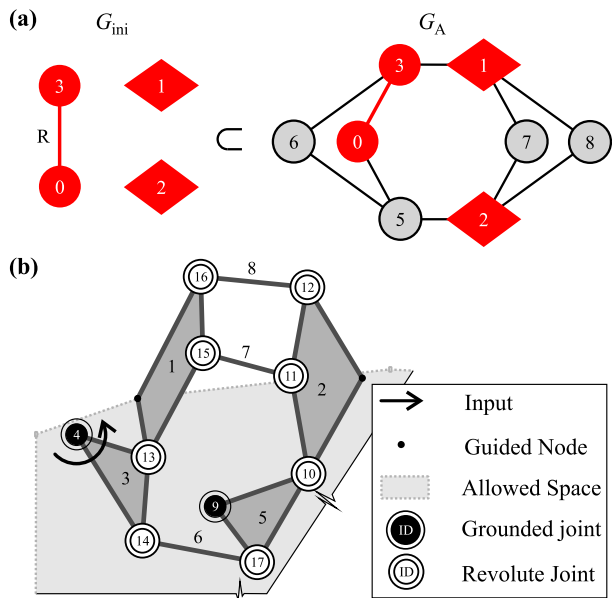 (a)
G_ini
G_A
3 1
R
0 2
⊂
3 1
6 0 7 8
5 2
(b)
16 8 12
15 7 11
1 2
4 13 10
3 9 5
14 6 17
Input
Guided Node
Allowed Space
ID Grounded joint
ID Revolute Joint